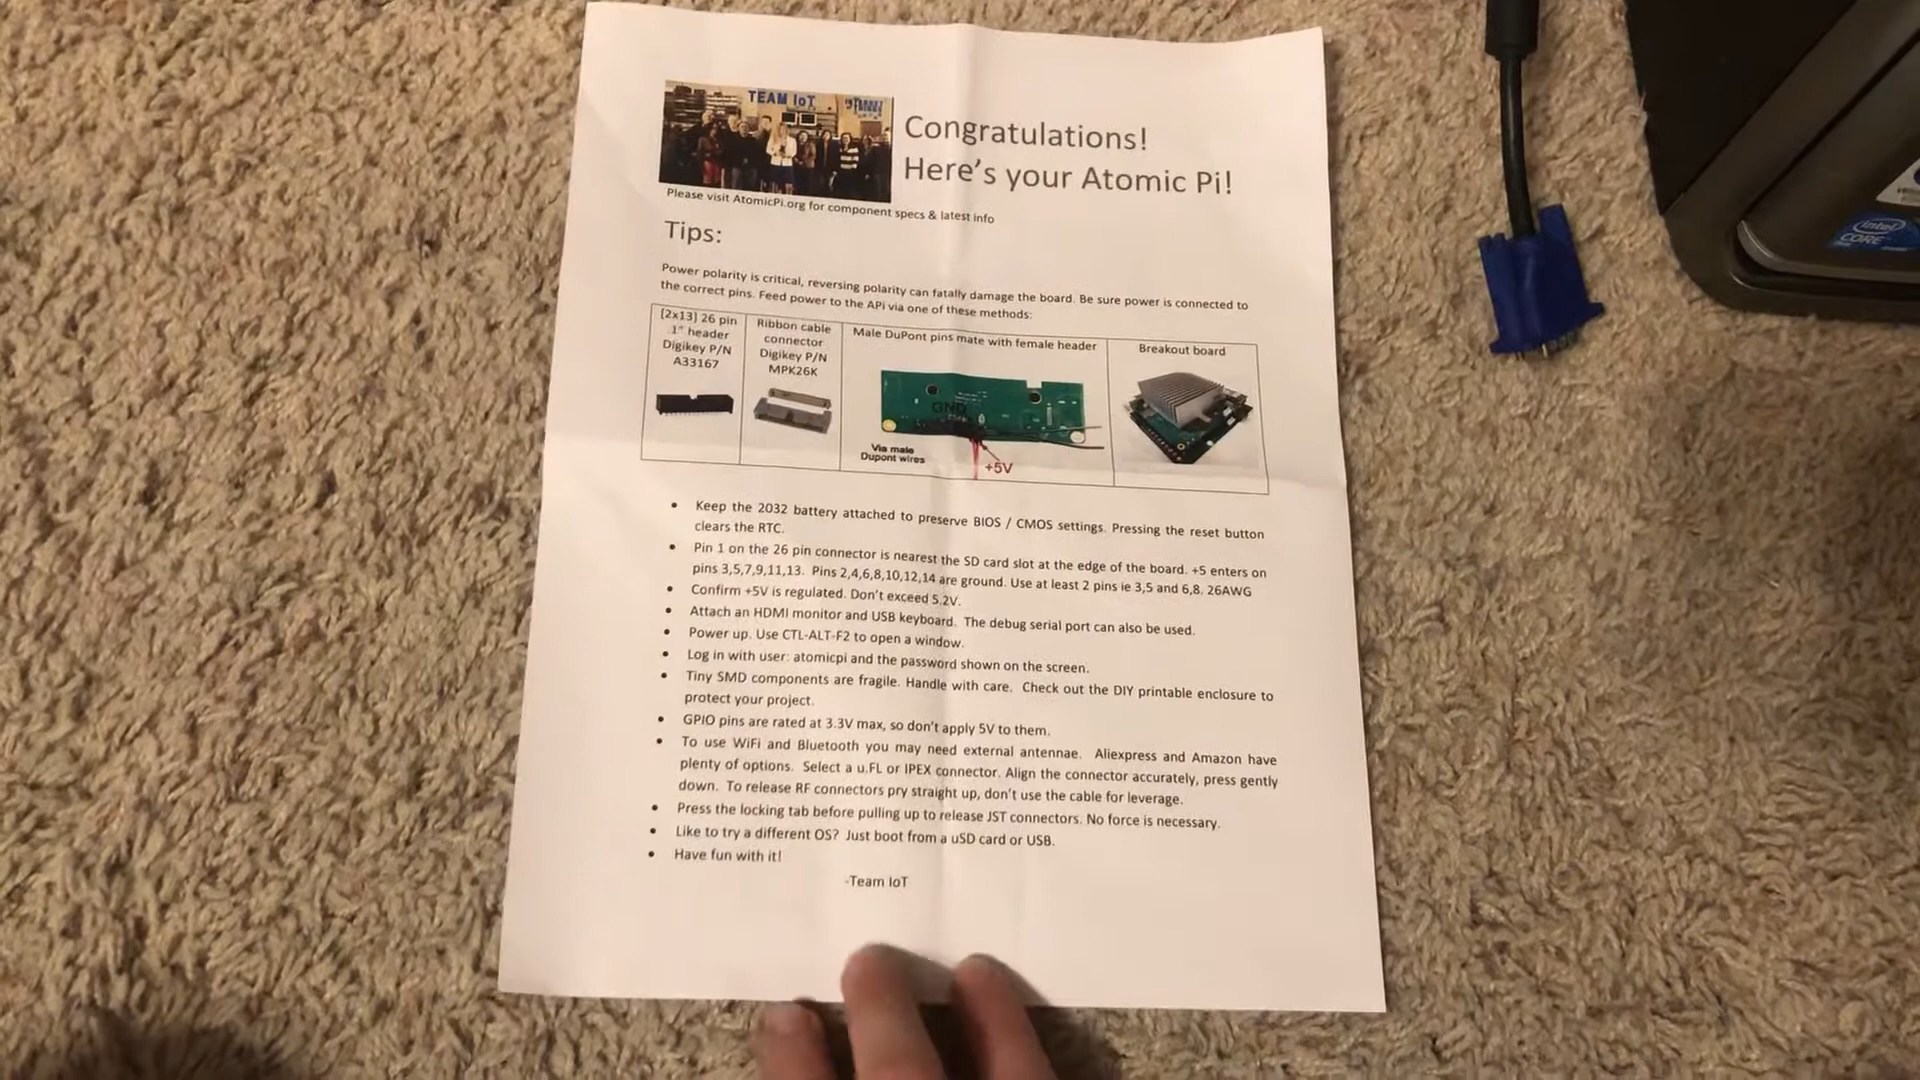 TEAM IoT
Congratulations!
Here's your Atomic Pi!
Please visit AtomicPi.org for component specs & latest info
Tips:
Power polarity is critical, reversing polarity can fatally damage the board. Be sure power is connected to
the correct pins. Feed power to the APi via one of these methods:
(2x13) 26 pin
.1" header
Digikey P/N
A33167
Ribbon cable
connector
Digikey P/N
MPK26K
Male DuPont pins mate with female header
GND
Via male
Dupont wires
+5V
Breakout board
• Keep the 2032 battery attached to preserve BIOS / CMOS settings. Pressing the reset button
clears the RTC.
• Pin 1 on the 26 pin connector is nearest the SD card slot at the edge of the board. +5 enters on
pins 3,5,7,9,11,13. Pins 2,4,6,8,10,12,14 are ground. Use at least 2 pins ie 3,5 and 6,8. 26AWG
• Confirm +5V is regulated. Don't exceed 5.2V.
• Attach an HDMI monitor and USB keyboard. The debug serial port can also be used.
• Power up. Use CTL-ALT-F2 to open a window.
• Log in with user: atomicpi and the password shown on the screen.
• Tiny SMD components are fragile. Handle with care. Check out the DIY printable enclosure to
protect your project.
• GPIO pins are rated at 3.3V max, so don't apply 5V to them.
• To use WiFi and Bluetooth you may need external antennae. Aliexpress and Amazon have
plenty of options. Select a u.FL or IPEX connector. Align the connector accurately, press gently
down. To release RF connectors pry straight up, don't use the cable for leverage.
• Press the locking tab before pulling up to release JST connectors. No force is necessary.
• Like to try a different OS? Just boot from a uSD card or USB.
• Have fun with it!
-Team IoT
intel
CORE